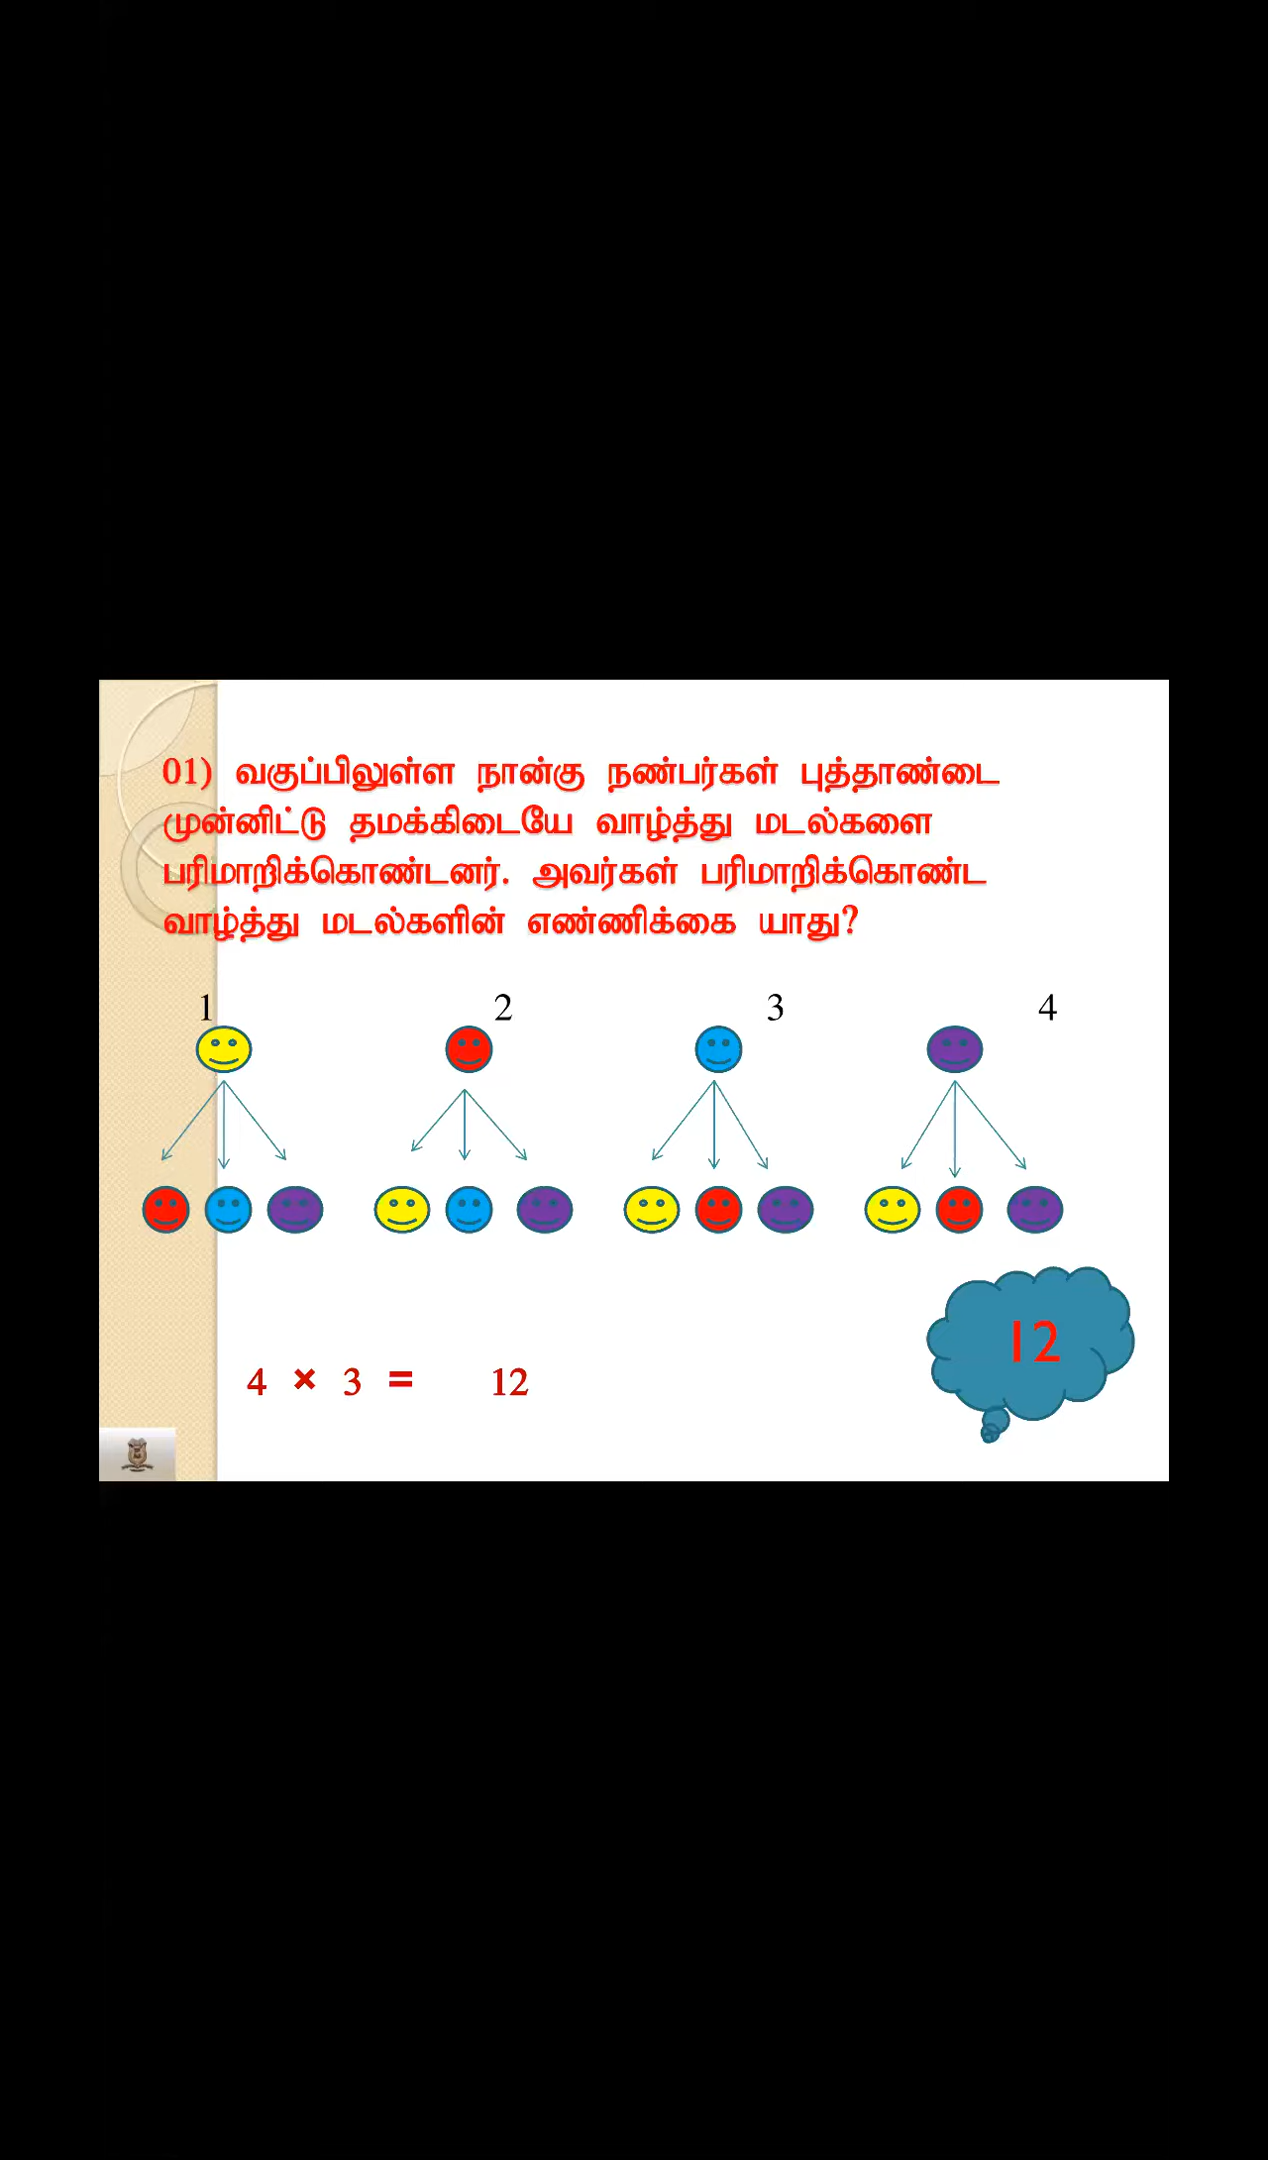 01) வகுப்பிலுள்ள நான்கு நண்பர்கள் புத்தாண்டை
முன்னிட்டு தமக்கிடையே வாழ்த்து மடல்களை
பரிமாறிக்கொண்டனர். அவர்கள் பரிமாறிக்கொண்ட
வாழ்த்து மடல்களின் எண்ணிக்கை யாது?
1 2 3 4
12
4 × 3 = 12